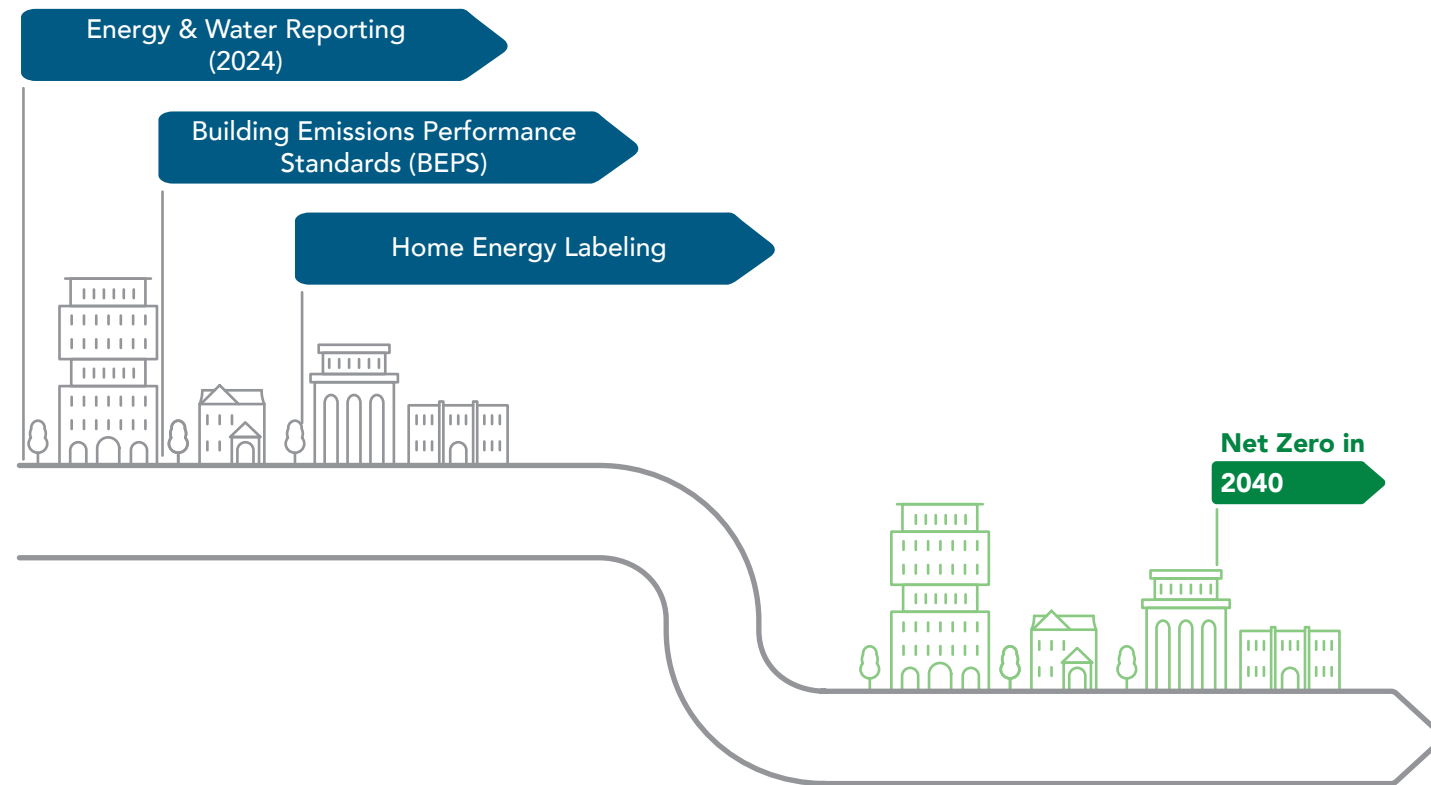 Energy & Water Reporting
(2024)
Building Emissions Performance
Standards (BEPS)
Home Energy Labeling
Net Zero in
2040